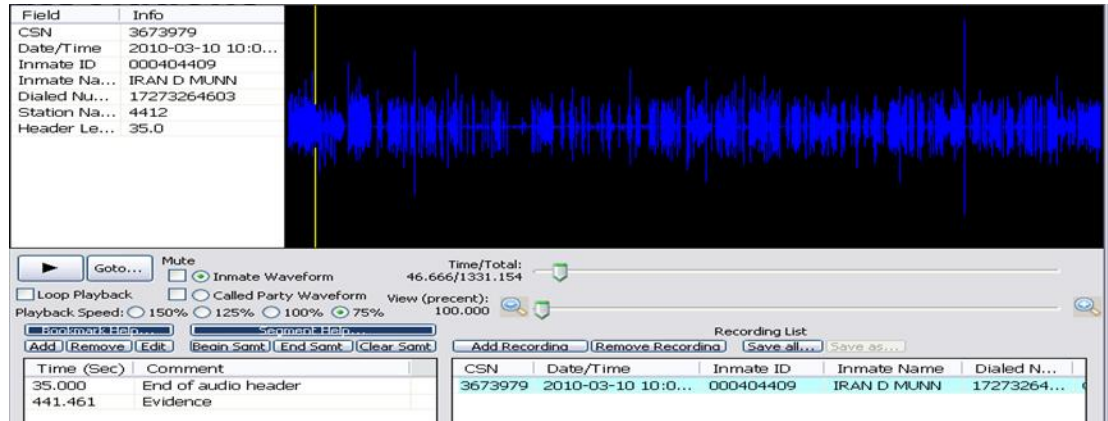 Field Info
CSN 3673979
Date/Time 2010-03-10 10:0...
Inmate ID 000404409
Inmate Na... IRAN D MUNN
Dialed Nu... 17273264603
Station Na... 4412
Header Le... 35.0
Goto... Mute Inmate Waveform Time/Total: 46.666/1331.154
Loop Playback Called Party Waveform View (precent): 100.000
Playback Speed: 150% 125% 100% 75%
Bookmark Help... Segment Help... Recording List
Add Remove Edit Begin Sgmt End Sgmt Clear Sgmt Add Recording Remove Recording Save all... Save as...
Time (Sec) Comment CSN Date/Time Inmate ID Inmate Name Dialed N...
35.000 End of audio header 3673979 2010-03-10 10:0... 000404409 IRAN D MUNN 17273264...
441.461 Evidence